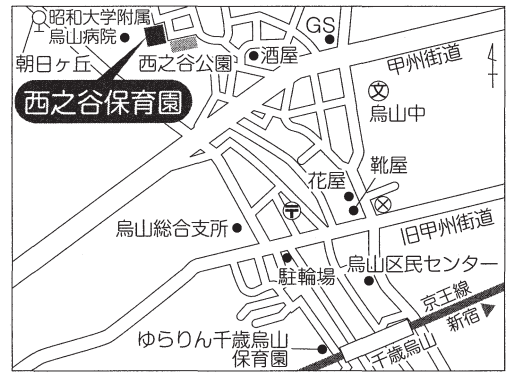 昭和大学附属
烏山病院
朝日ヶ丘
西之谷公園
酒屋
GS
甲州街道
西之谷保育園
文
烏山中
花屋
靴屋
〒
烏山総合支所
旧甲州街道
駐輪場
烏山区民センター
京王線
新宿
千歳烏山
ゆらりん千歳烏山
保育園